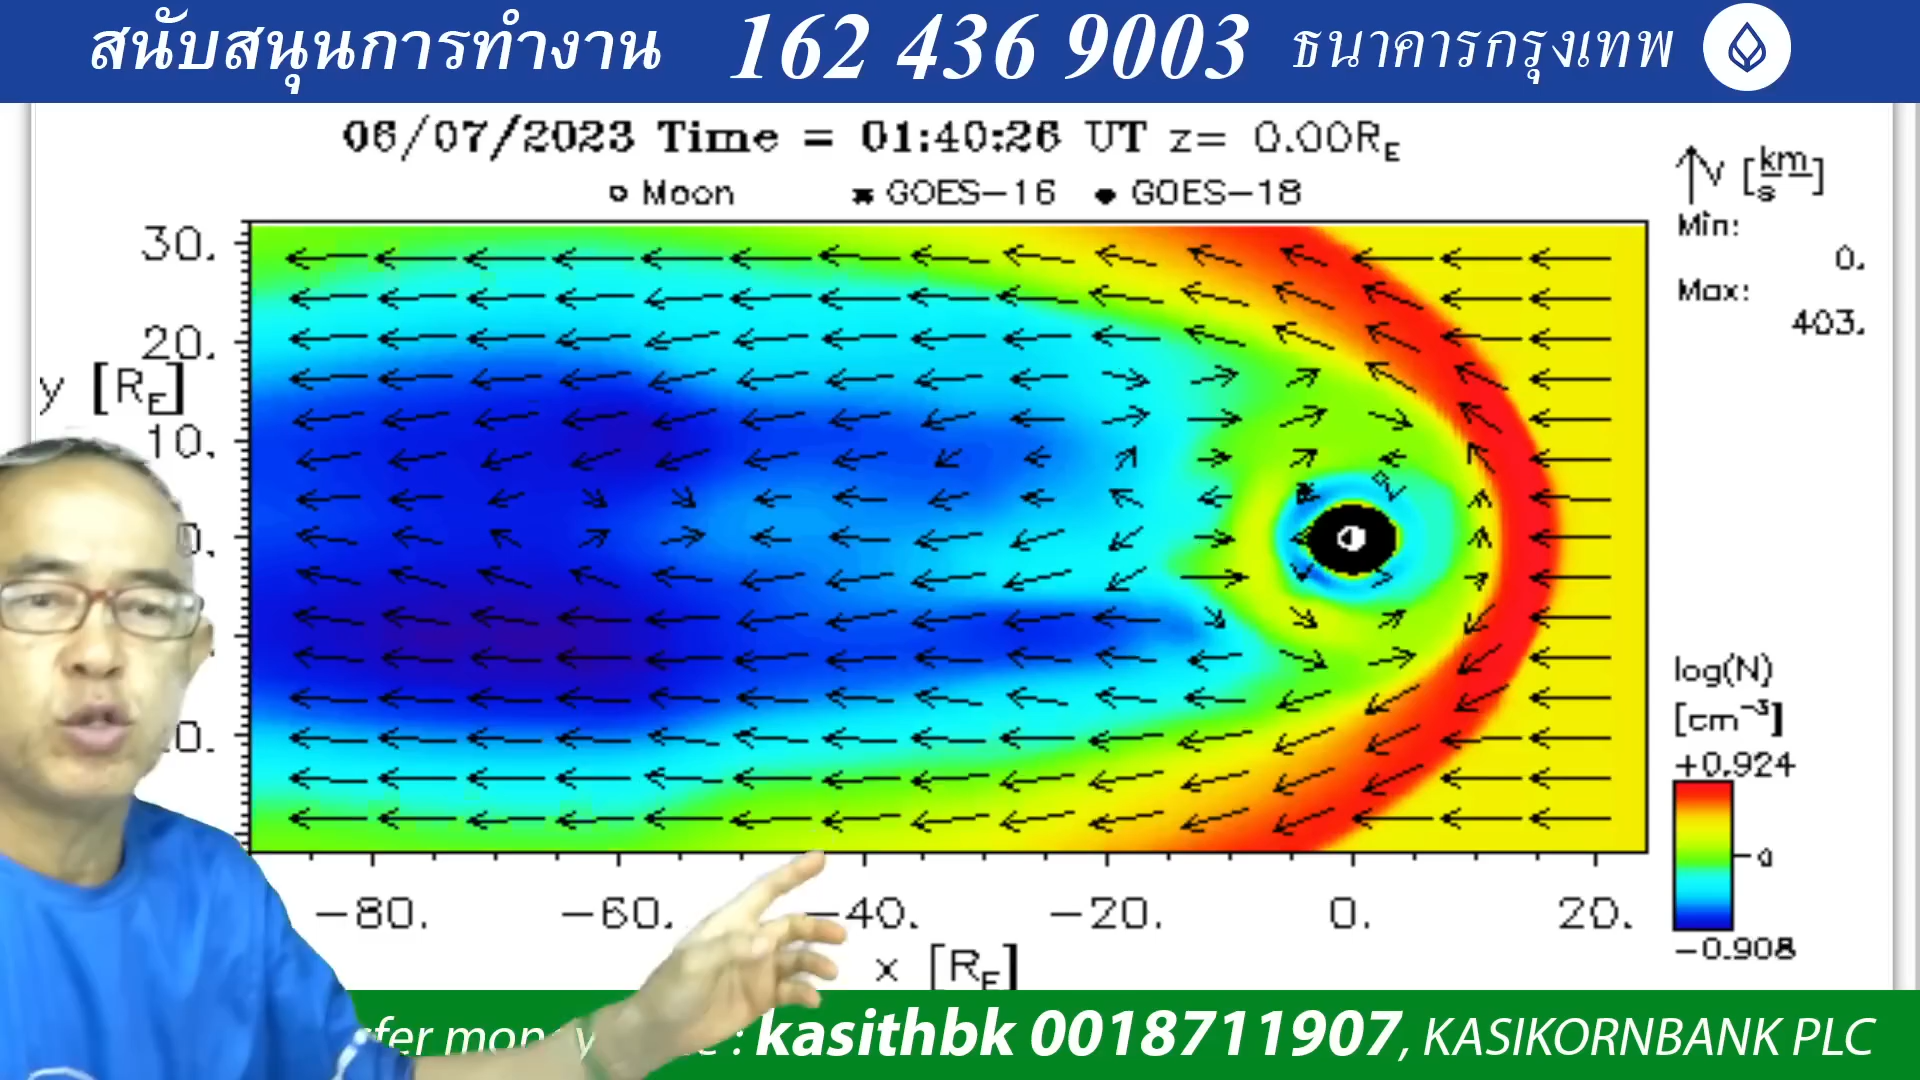 สนับสนุนการทำงาน 162 436 9003 ธนาคารกรุงเทพ
06/07/2023 Time = 01:40:26 UT z= 0.00RE
Moon GOES-16 GOES-18
V [km/s]
Min:
0.
Max:
403.
30.
20.
y [RE]
10.
log(N)
[cm-3]
+0.924
0
-0.908
-80. -60. -40. -20. 0. 20.
x [RE]
money : kasithbk 0018711907, KASIKORNBANK PLC